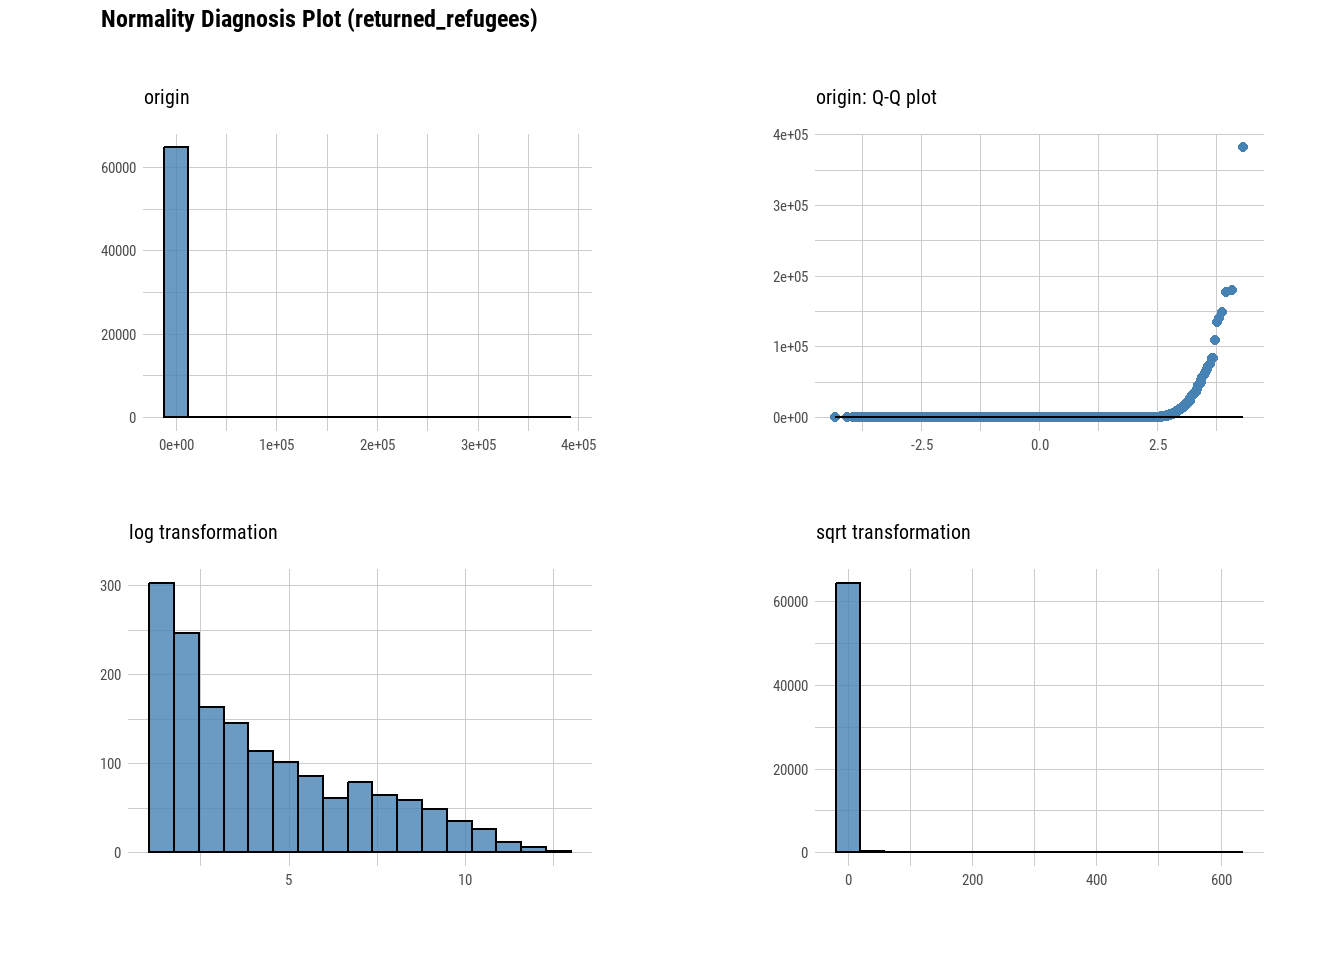 Normality Diagnosis Plot (returned_refugees)
origin
60000
40000
20000
0
0e+00 1e+05 2e+05 3e+05 4e+05
origin: Q-Q plot
4e+05
3e+05
2e+05
1e+05
0e+00
-2.5 0.0 2.5
log transformation
300
200
100
0
5 10
sqrt transformation
60000
40000
20000
0
0 200 400 600